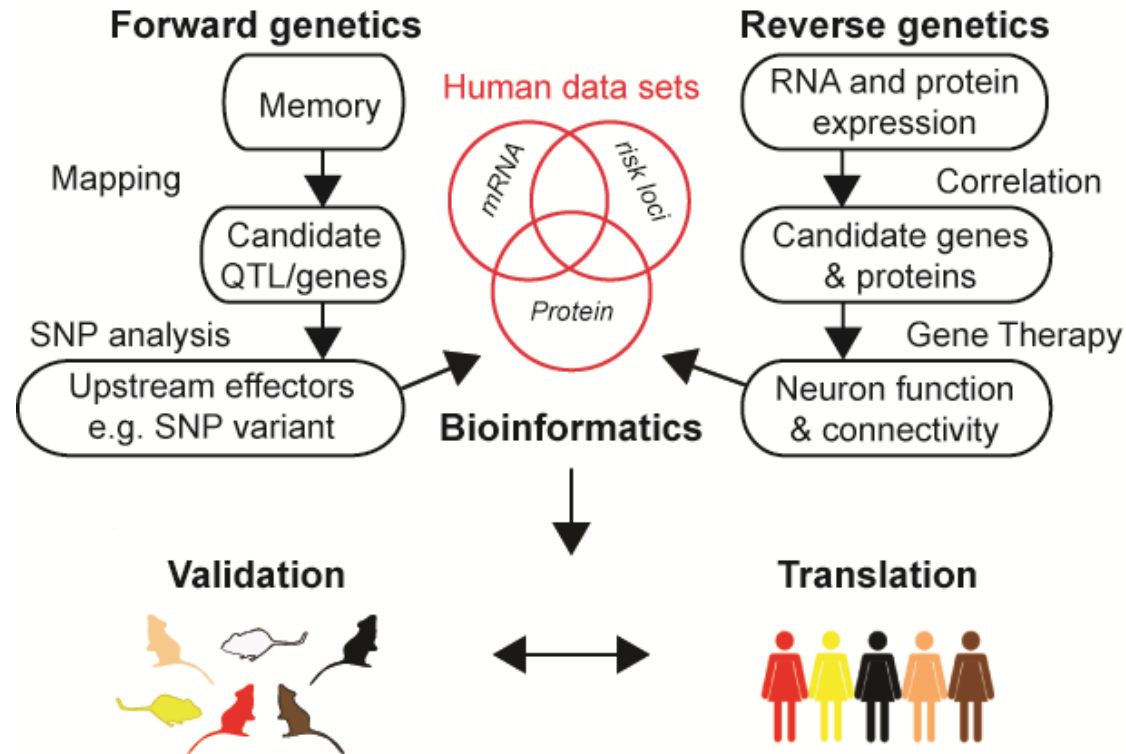 Forward genetics
Reverse genetics
Memory
Human data sets
RNA and protein
expression
Mapping
mRNA
risk loci
Correlation
Candidate
QTL/genes
Candidate genes
& proteins
Protein
SNP analysis
Gene Therapy
Upstream effectors
e.g. SNP variant
Bioinformatics
Neuron function
& connectivity
Validation
Translation